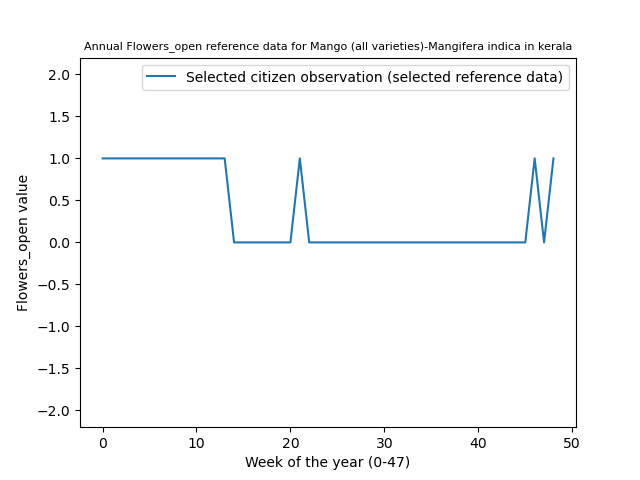 Annual Flowers_open reference data for Mango (all varieties)-Mangifera indica in kerala
Selected citizen observation (selected reference data)
2.0
1.5
1.0
0.5
0.0
−0.5
−1.0
−1.5
−2.0
Flowers_open value
0 10 20 30 40 50
Week of the year (0-47)